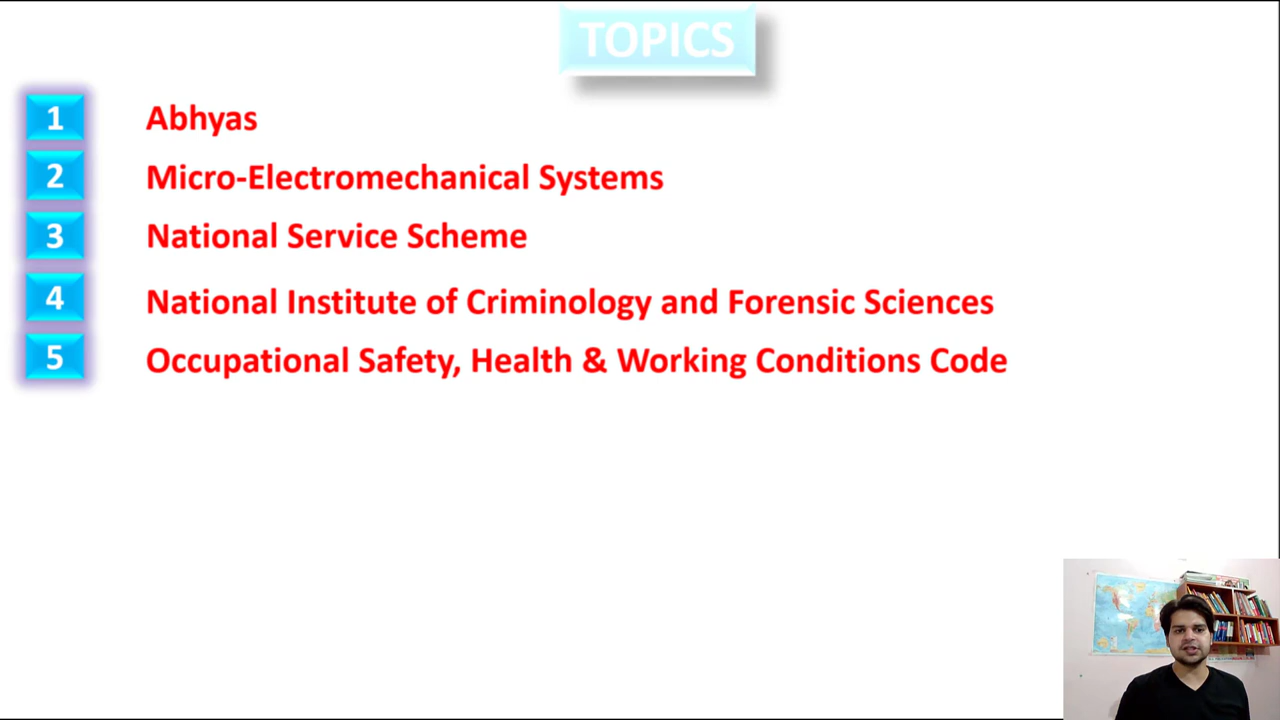 TOPICS
1 Abhyas
2 Micro-Electromechanical Systems
3 National Service Scheme
4 National Institute of Criminology and Forensic Sciences
5 Occupational Safety, Health & Working Conditions Code